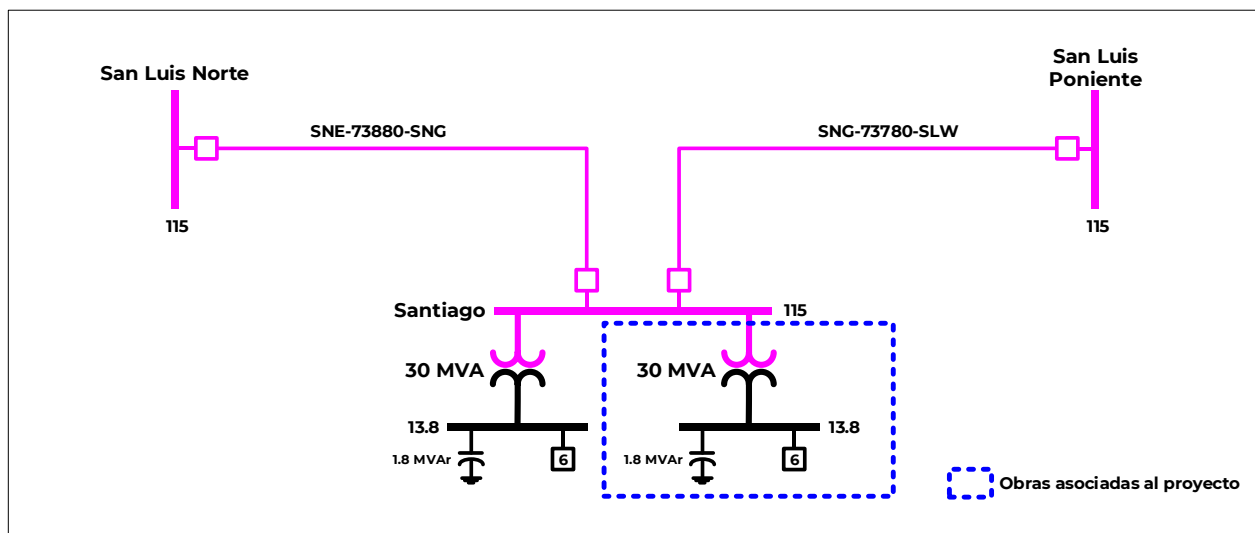 San Luis Norte
San Luis
Poniente
SNE-73880-SNG
SNG-73780-SLW
115
115
Santiago
115
30 MVA
30 MVA
13.8
13.8
1.8 MVAr
6
1.8 MVAr
6
Obras asociadas al proyecto